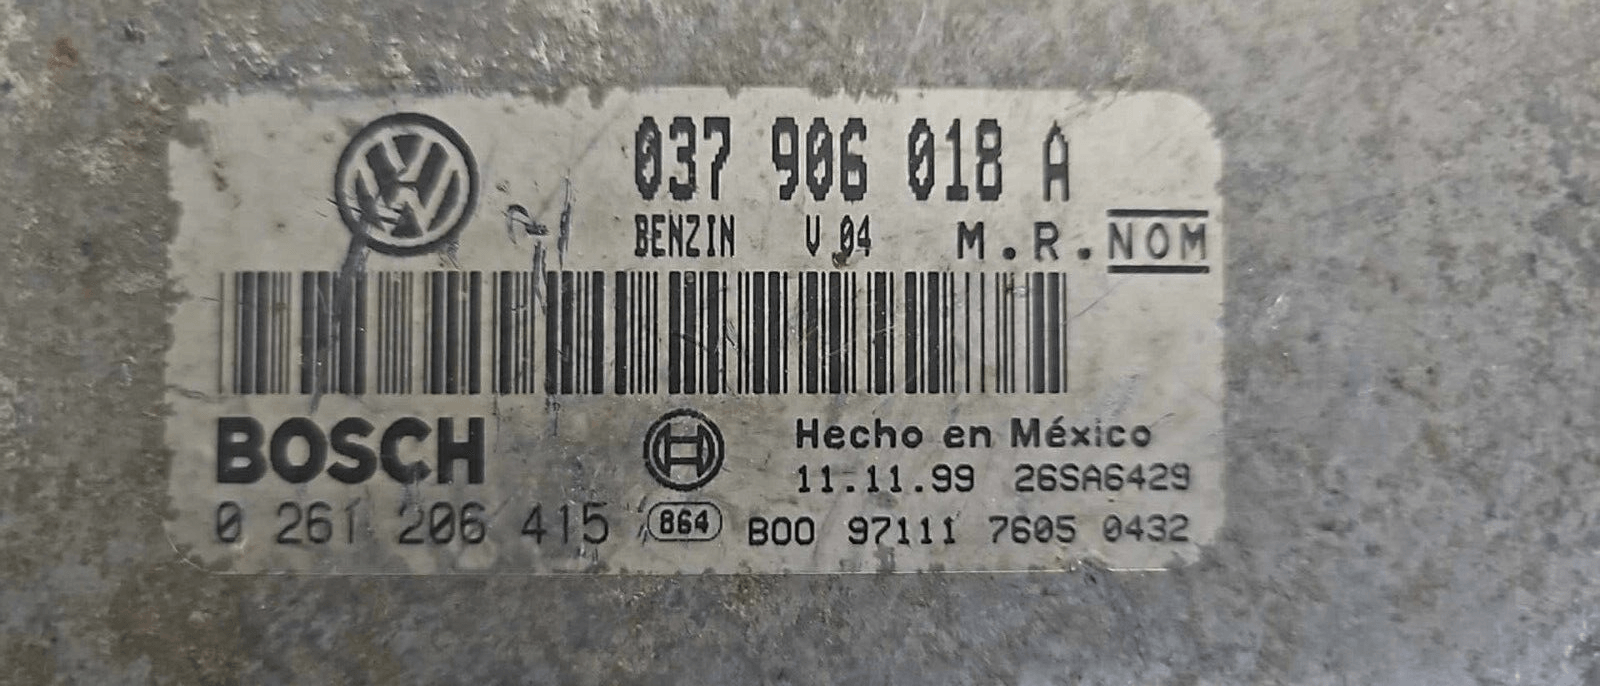 037 906 018 A
BENZIN V 04 M.R.NOM
BOSCH Hecho en México
11.11.99 26SA6429
0 261 206 415 864 B00 97111 7605 0432